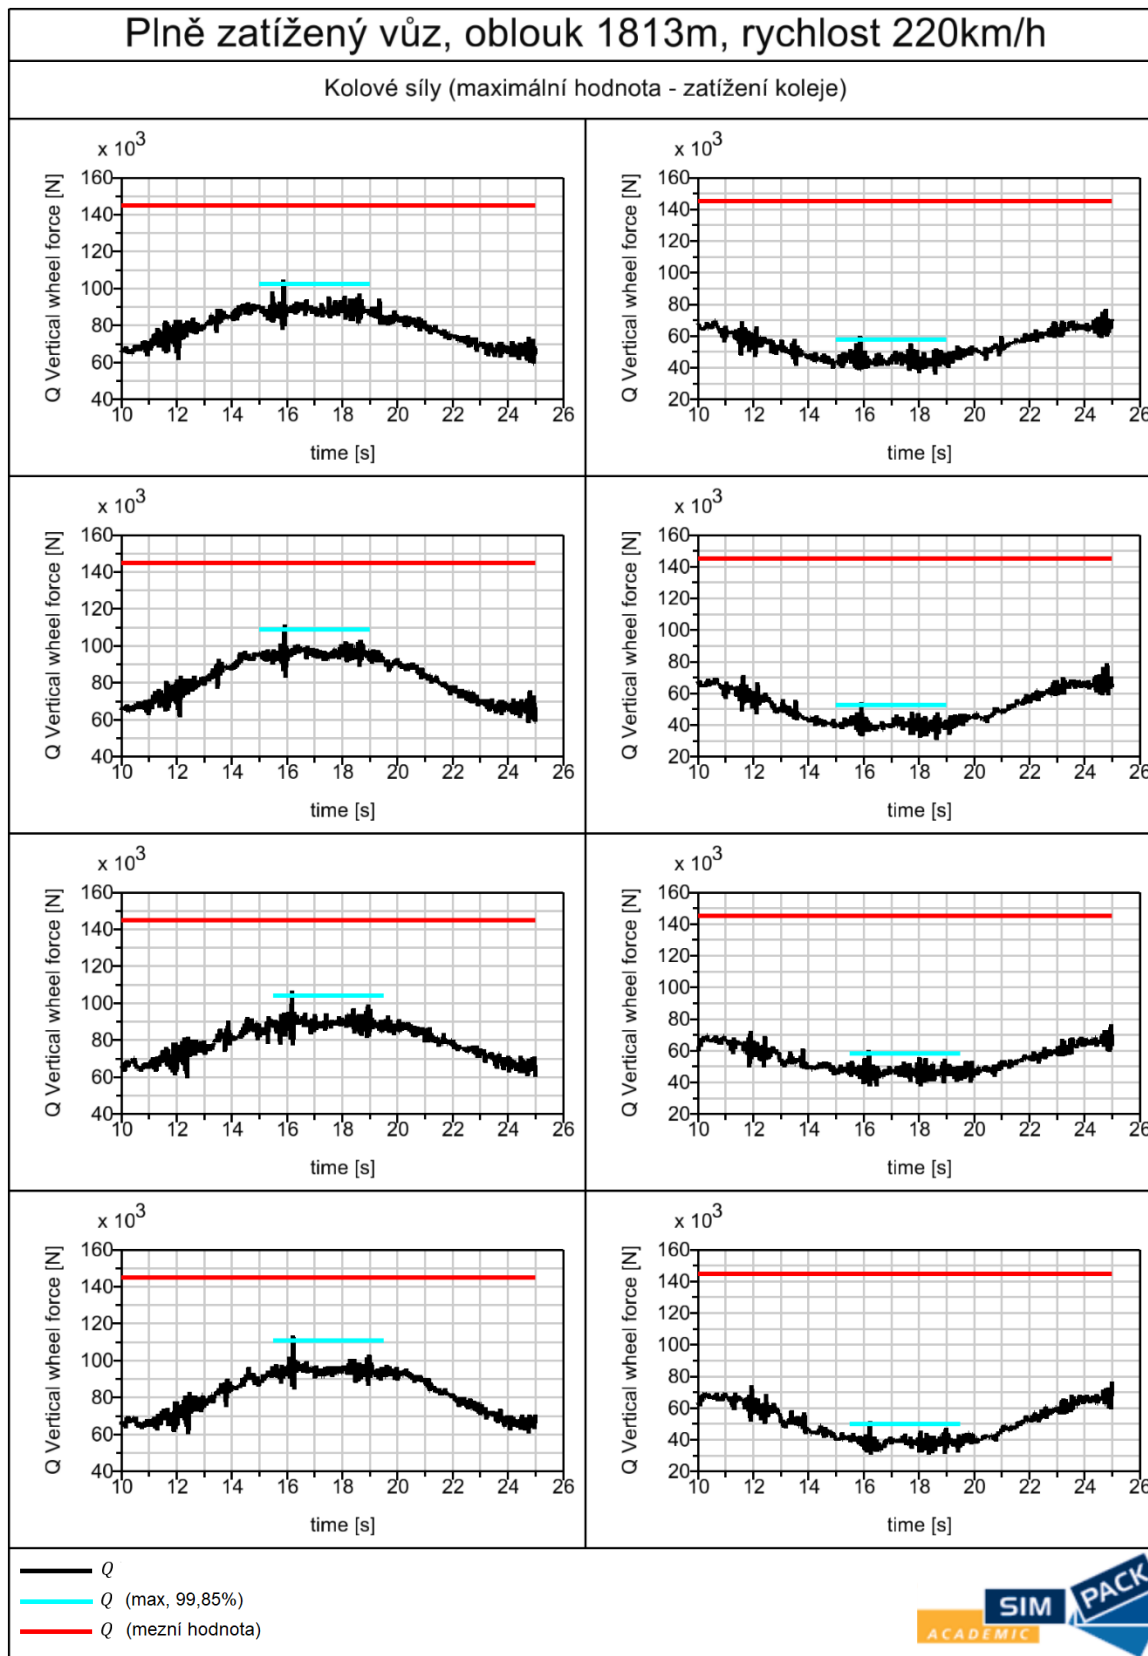 Plně zatížený vůz, oblouk 1813m, rychlost 220km/h
Kolové síly (maximální hodnota - zatížení koleje)
x 103
Q Vertical wheel force [N]
160
140
120
100
80
60
40
10 12 14 16 18 20 22 24 26
time [s]
x 103
Q Vertical wheel force [N]
160
140
120
100
80
60
40
20
10 12 14 16 18 20 22 24 26
time [s]
x 103
Q Vertical wheel force [N]
160
140
120
100
80
60
40
10 12 14 16 18 20 22 24 26
time [s]
x 103
Q Vertical wheel force [N]
160
140
120
100
80
60
40
20
10 12 14 16 18 20 22 24 26
time [s]
x 103
Q Vertical wheel force [N]
160
140
120
100
80
60
40
10 12 14 16 18 20 22 24 26
time [s]
x 103
Q Vertical wheel force [N]
160
140
120
100
80
60
40
20
10 12 14 16 18 20 22 24 26
time [s]
x 103
Q Vertical wheel force [N]
160
140
120
100
80
60
40
10 12 14 16 18 20 22 24 26
time [s]
x 103
Q Vertical wheel force [N]
160
140
120
100
80
60
40
20
10 12 14 16 18 20 22 24 26
time [s]
Q
Q (max, 99,85%)
Q (mezní hodnota)
SIMPACK
ACADEMIC